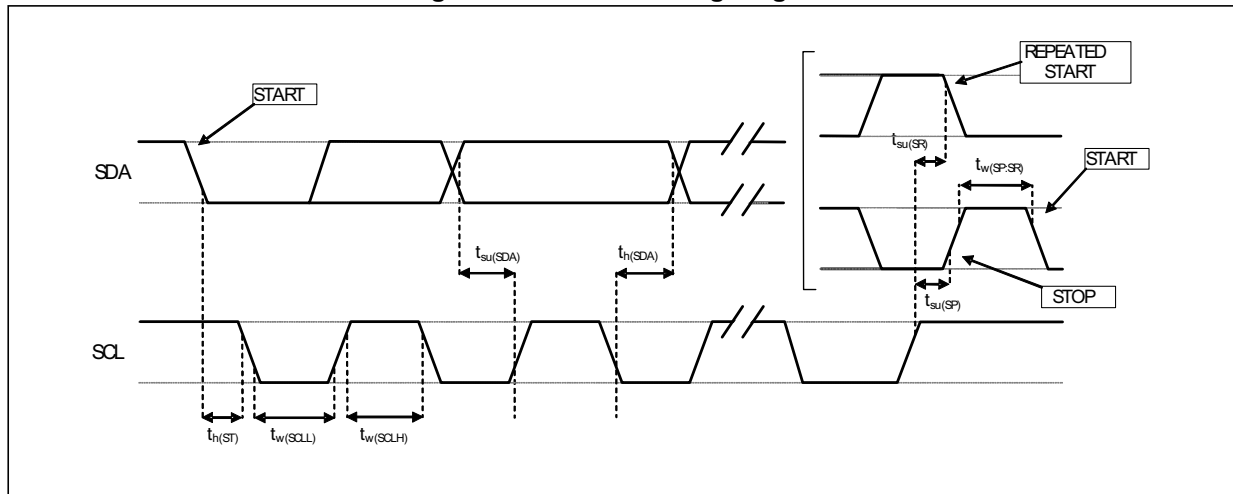 REPEATED
START
START
t_su(SR)
t_w(SP:SR)
START
SDA
t_su(SDA)
t_h(SDA)
t_su(SP)
STOP
SCL
t_h(ST)
t_w(SCLL)
t_w(SCLH)